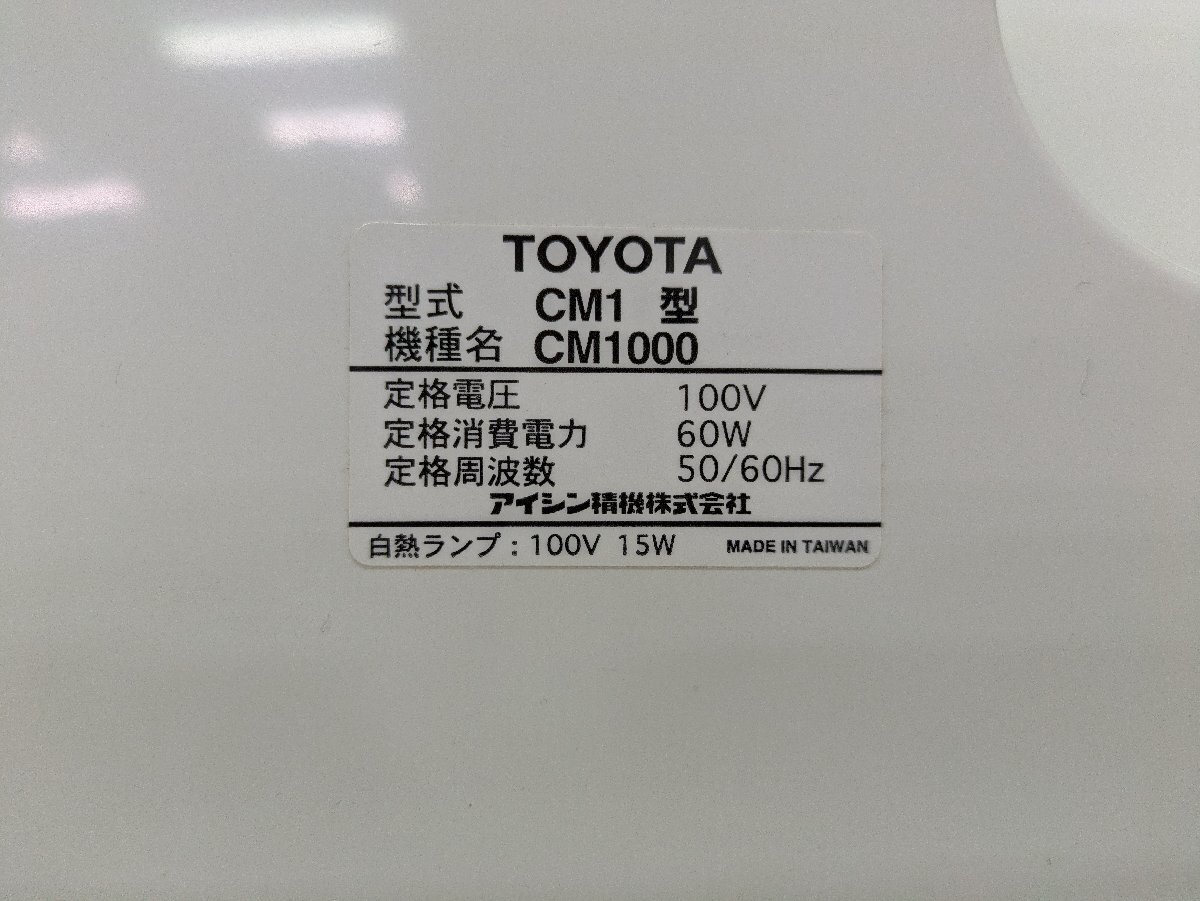 TOYOTA
型式 CM1 型
機種名 CM1000
定格電圧 100V
定格消費電力 60W
定格周波数 50/60Hz
アイシン精機株式会社
白熱ランプ : 100V 15W MADE IN TAIWAN